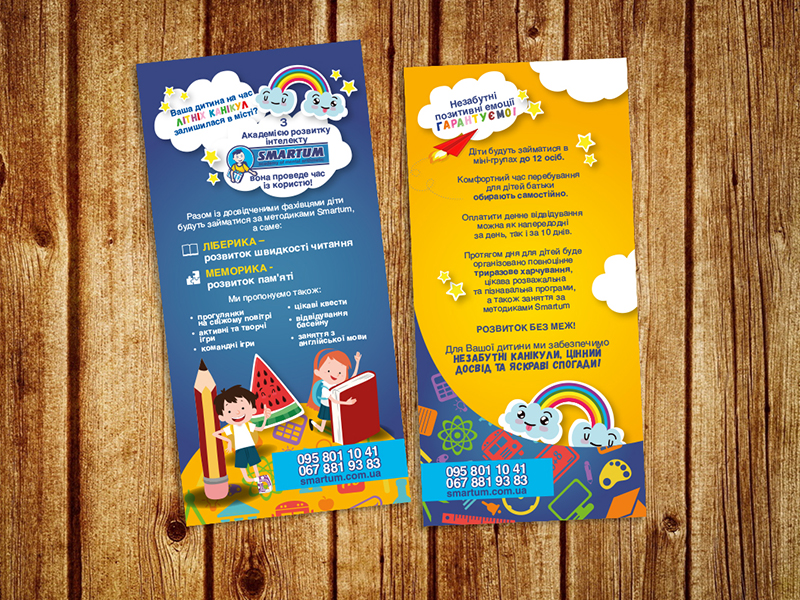 Ваша дитина на час
ЛІТНІХ КАНІКУЛ
залишилася в місті?
З
Академією розвитку
інтелекту
SMARTUM
вона проведе час
із користю!
Разом із досвідченими фахівцями діти
будуть займатися за методиками Smartum,
а саме:
ЛІБЕРИКА –
розвиток швидкості читання
МЕМОРИКА -
розвиток пам'яті
Ми пропонуємо також:
• прогулянки
на свіжому повітрі
• активні та творчі
ігри
• командні ігри
• цікаві квести
• відвідування
басейну
• заняття з
англійської мови
095 801 10 41
067 881 93 83
smartum.com.ua
Незабутні
позитивні емоції
ГАРАНТУЄМО!
Діти будуть займатися в
міні-групах до 12 осіб.
Комфортний час перебування
для дітей батьки
обирають самостійно.
Оплатити денне відвідування
можна як напередодні
за день, так і за 10 днів.
Протягом дня для дітей буде
організовано повноцінне
триразове харчування,
цікава розважальна
та пізнавальна програми,
а також заняття за
методиками Smartum
РОЗВИТОК БЕЗ МЕЖ!
Для Вашої дитини ми забезпечимо
НЕЗАБУТНІ КАНІКУЛИ, ЦІННИЙ
ДОСВІД ТА ЯСКРАВІ СПОГАДИ!
095 801 10 41
067 881 93 83
smartum.com.ua